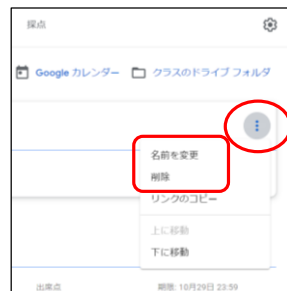 採点
Google カレンダー クラスのドライブ フォルダ
名前を変更
削除
リンクのコピー
上に移動
下に移動
出席点 期限: 10月29日 23:59